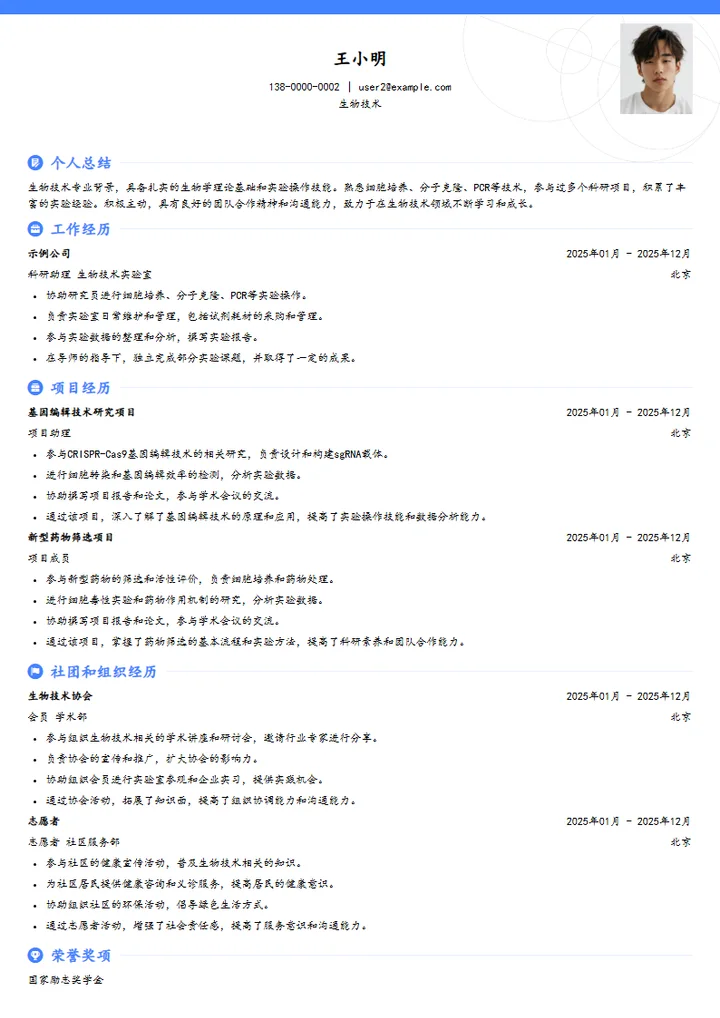 王小明
138-0000-0002 | user2@example.com
生物技术
个人总结
生物技术专业背景，具备扎实的生物学理论基础和实验操作技能。熟悉细胞培养、分子克隆、PCR等技术，参与过多个科研项目，积累了丰
富的实验经验。积极主动，具有良好的团队合作精神和沟通能力，致力于在生物技术领域不断学习和成长。
工作经历
示例公司 2025年01月 - 2025年12月
科研助理 生物技术实验室 北京
• 协助研究员进行细胞培养、分子克隆、PCR等实验操作。
• 负责实验室日常维护和管理，包括试剂耗材的采购和管理。
• 参与实验数据的整理和分析，撰写实验报告。
• 在导师的指导下，独立完成部分实验课题，并取得了一定的成果。
项目经历
基因编辑技术研究项目 2025年01月 - 2025年12月
项目助理 北京
• 参与CRISPR-Cas9基因编辑技术的相关研究，负责设计和构建sgRNA载体。
• 进行细胞转染和基因编辑效率的检测，分析实验数据。
• 协助撰写项目报告和论文，参与学术会议的交流。
• 通过该项目，深入了解了基因编辑技术的原理和应用，提高了实验操作技能和数据分析能力。
新型药物筛选项目 2025年01月 - 2025年12月
项目成员 北京
• 参与新型药物的筛选和活性评价，负责细胞培养和药物处理。
• 进行细胞毒性实验和药物作用机制的研究，分析实验数据。
• 协助撰写项目报告和论文，参与学术会议的交流。
• 通过该项目，掌握了药物筛选的基本流程和实验方法，提高了科研素养和团队合作能力。
社团和组织经历
生物技术协会 2025年01月 - 2025年12月
会员 学术部 北京
• 参与组织生物技术相关的学术讲座和研讨会，邀请行业专家进行分享。
• 负责协会的宣传和推广，扩大协会的影响力。
• 协助组织会员进行实验室参观和企业实习，提供实践机会。
• 通过协会活动，拓展了知识面，提高了组织协调能力和沟通能力。
志愿者 2025年01月 - 2025年12月
志愿者 社区服务部 北京
• 参与社区的健康宣传活动，普及生物技术相关的知识。
• 为社区居民提供健康咨询和义诊服务，提高居民的健康意识。
• 协助组织社区的环保活动，倡导绿色生活方式。
• 通过志愿者活动，增强了社会责任感，提高了服务意识和沟通能力。
荣誉奖项
国家励志奖学金